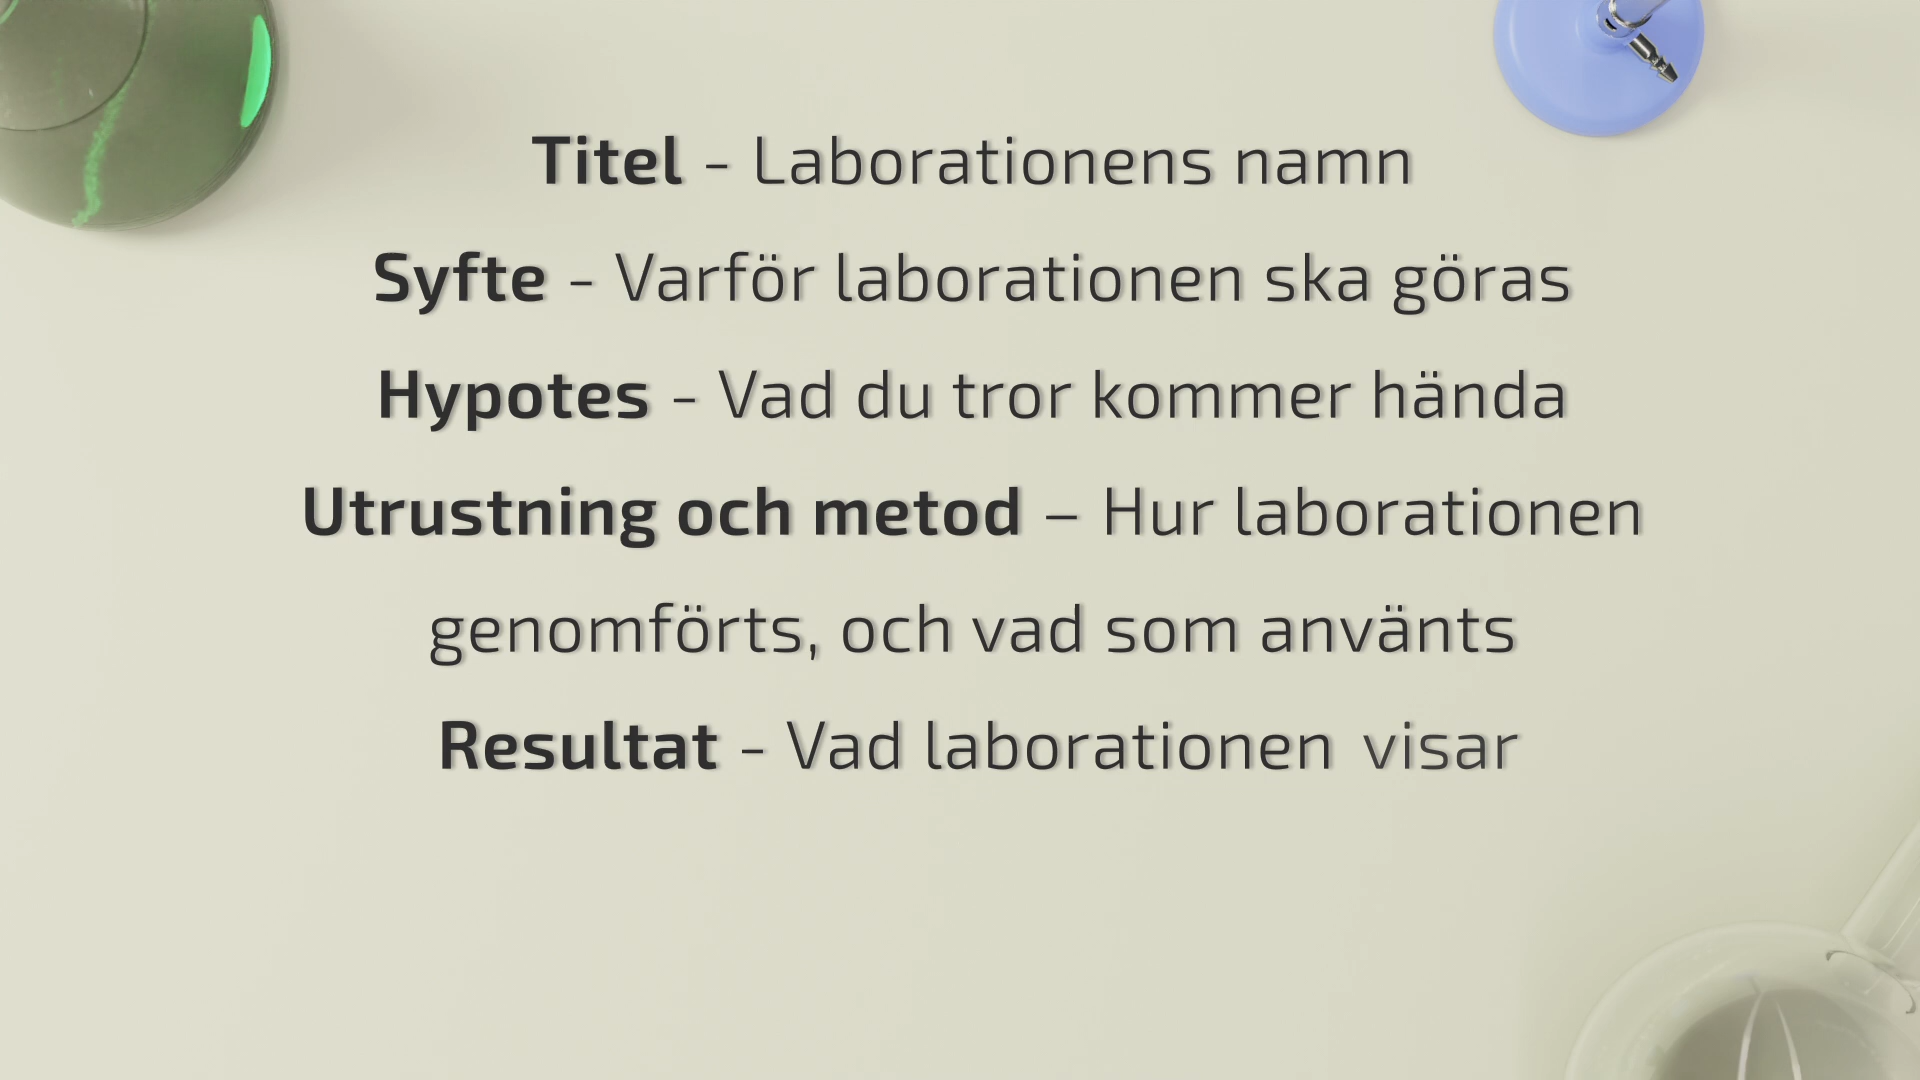 Titel - Laborationens namn
Syfte - Varför laborationen ska göras
Hypotes - Vad du tror kommer hända
Utrustning och metod – Hur laborationen
genomförts, och vad som använts
Resultat - Vad laborationen visar